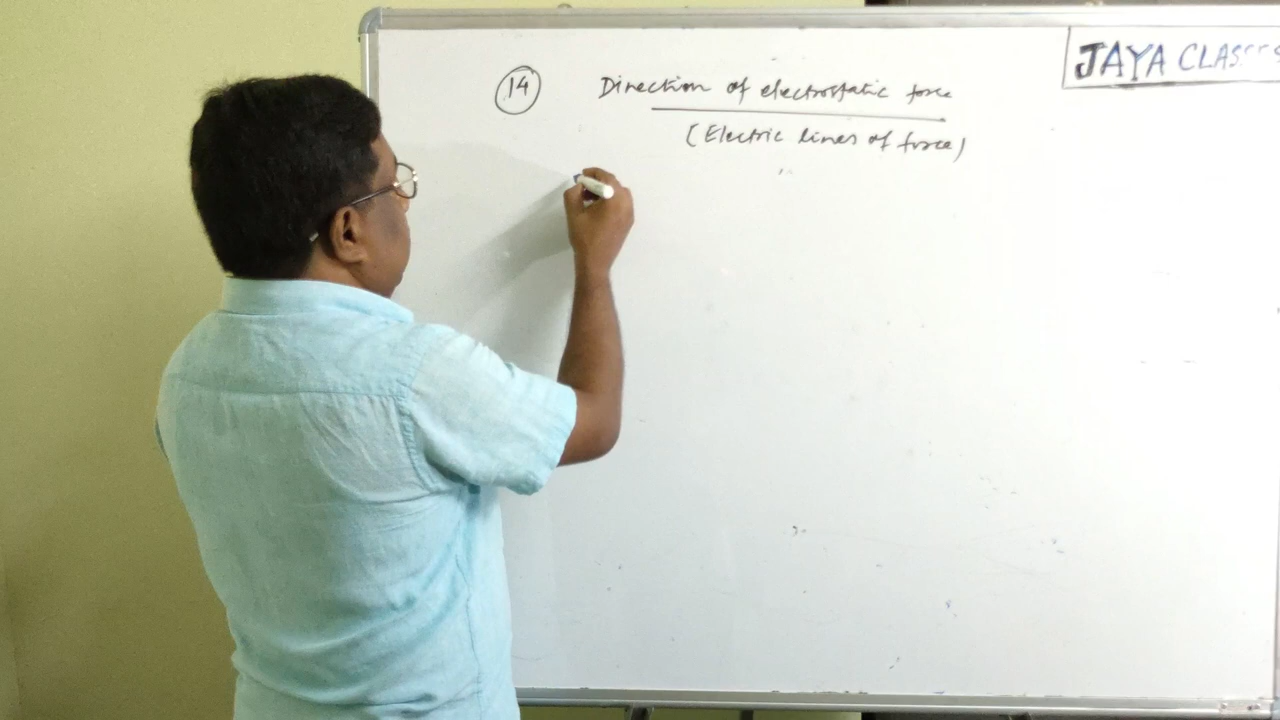 JAYA CLASSES
14 Direction of electrostatic force
(Electric lines of force)